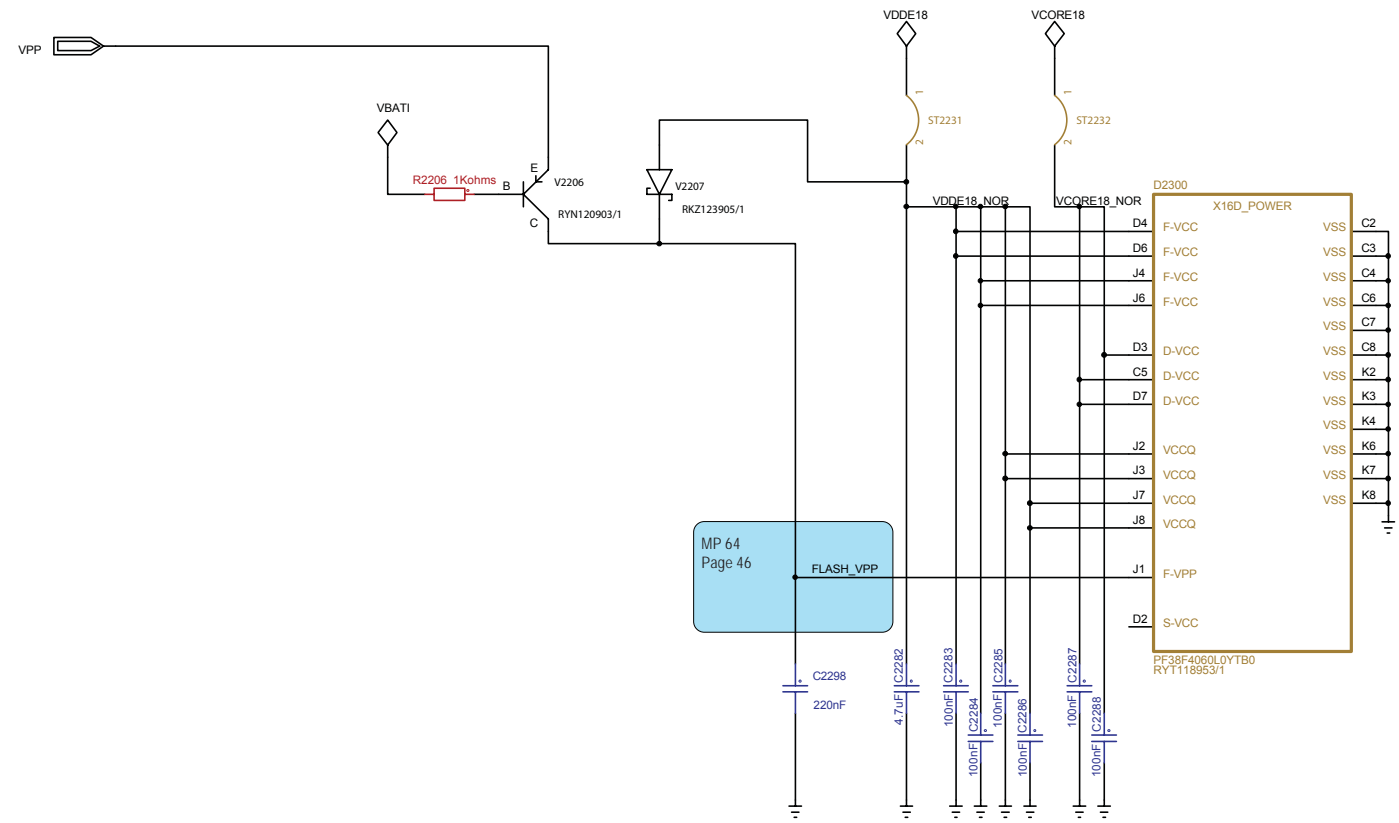 VDDE18
VCORE18
VPP
VBATI
1
ST2231
2
1
ST2232
2
R2206 1Kohms
B
E
C
V2206
RYN120903/1
V2207
RKZ123905/1
D2300
X16D_POWER
VDDE18_NOR
VCORE18_NOR
D4 F-VCC VSS C2
D6 F-VCC VSS C3
J4 F-VCC VSS C4
J6 F-VCC VSS C6
VSS C7
D3 D-VCC VSS C8
C5 D-VCC VSS K2
D7 D-VCC VSS K3
VSS K4
J2 VCCQ VSS K6
J3 VCCQ VSS K7
J7 VCCQ VSS K8
J8 VCCQ
MP 64
Page 46
FLASH_VPP
J1 F-VPP
D2 S-VCC
PF38F4060L0YTB0
RYT118953/1
C2298
220nF
4.7uF C2282
100nF C2283
100nF C2284
100nF C2285
100nF C2286
100nF C2287
100nF C2288